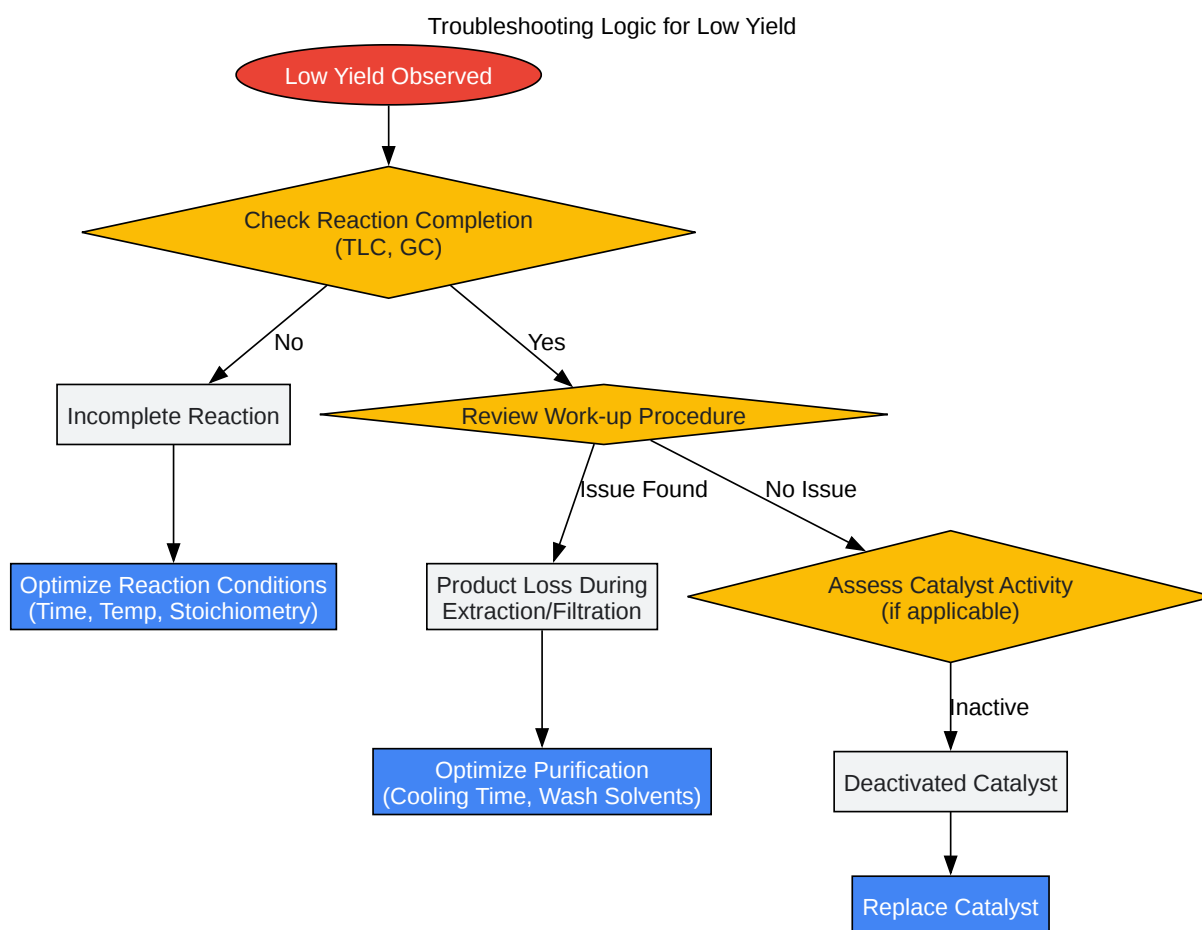 Troubleshooting Logic for Low Yield
Low Yield Observed
Check Reaction Completion
(TLC, GC)
No
Yes
Incomplete Reaction
Review Work-up Procedure
Issue Found
No Issue
Optimize Reaction Conditions
(Time, Temp, Stoichiometry)
Product Loss During
Extraction/Filtration
Assess Catalyst Activity
(if applicable)
Inactive
Optimize Purification
(Cooling Time, Wash Solvents)
Deactivated Catalyst
Replace Catalyst